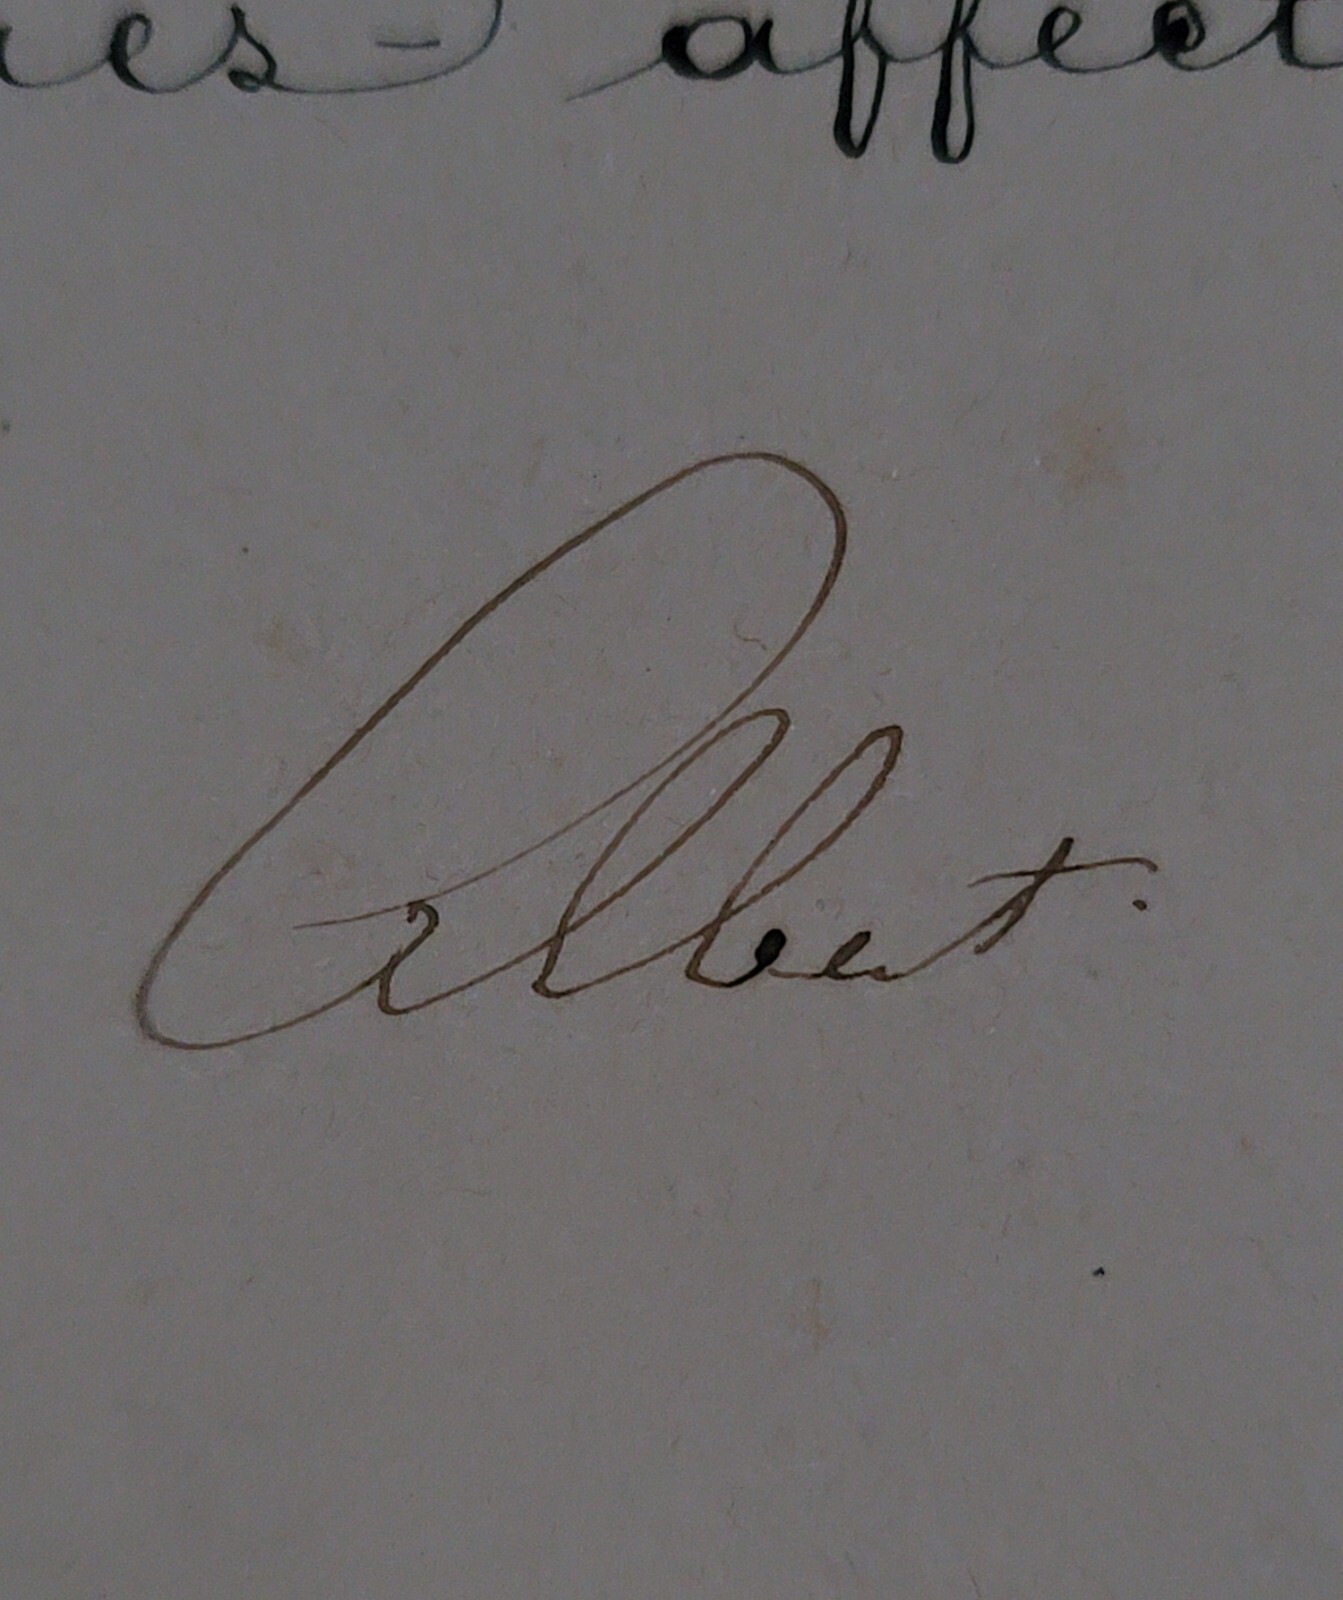 es - affect
Albert.